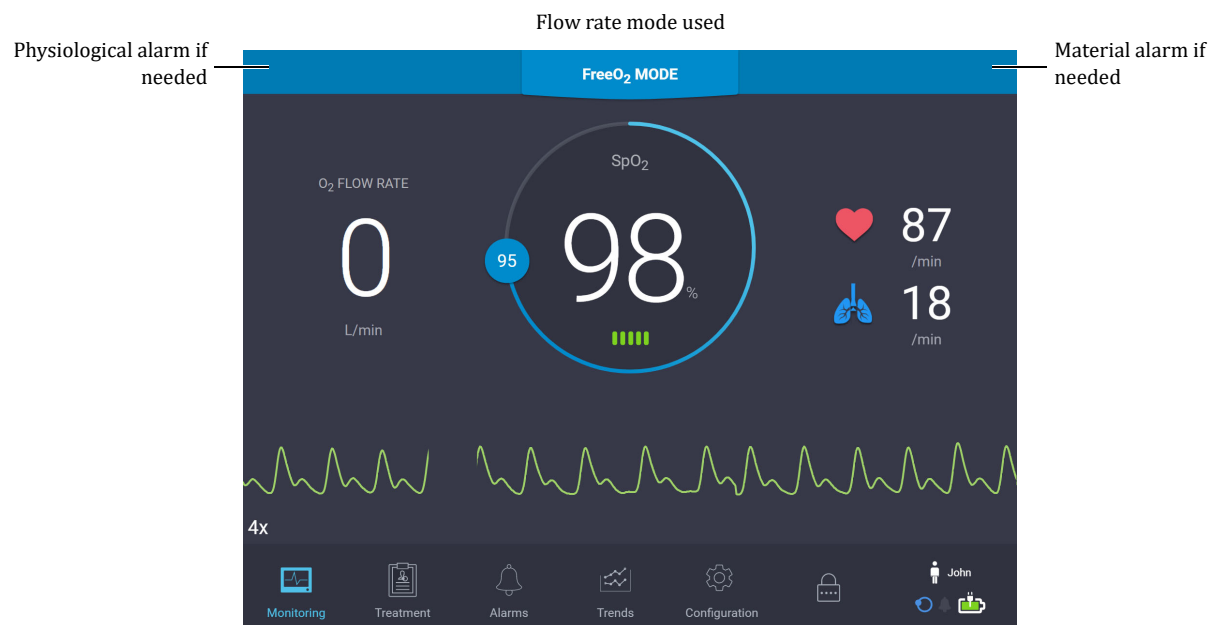 Flow rate mode used
Physiological alarm if
needed
Material alarm if
needed
FreeO₂ MODE
SpO₂
O₂ FLOW RATE
0
L/min
95
98
%
87
/min
18
/min
4x
Monitoring
Treatment
Alarms
Trends
Configuration
John